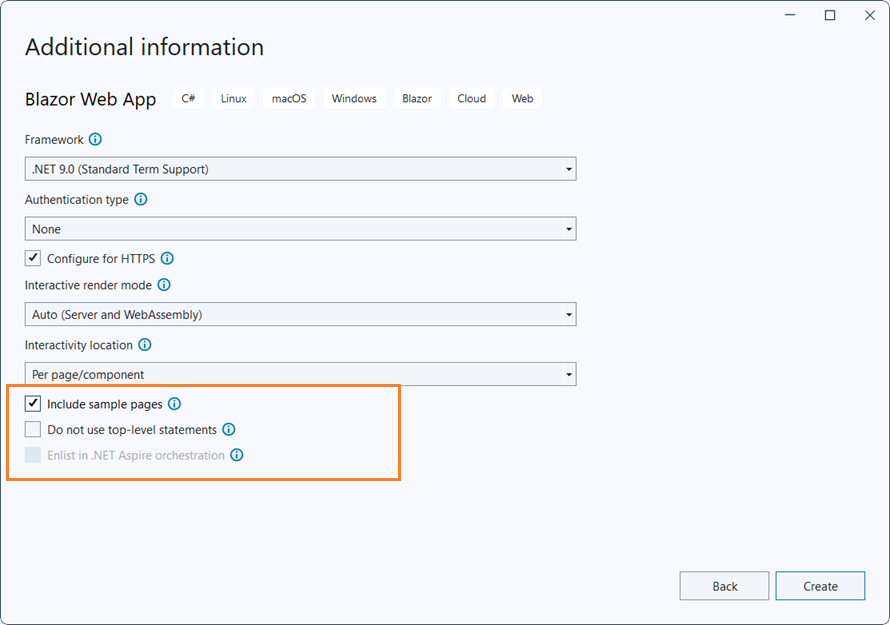 Additional information
Blazor Web App C# Linux macOS Windows Blazor Cloud Web
Framework
.NET 9.0 (Standard Term Support)
Authentication type
None
Configure for HTTPS
Interactive render mode
Auto (Server and WebAssembly)
Interactivity location
Per page/component
Include sample pages
Do not use top-level statements
Enlist in .NET Aspire orchestration
Back Create